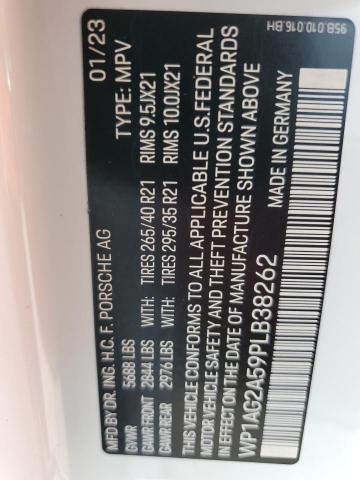 95B.010.016.BH
MFD BY DR. ING. H.C. F. PORSCHE AG 01/23
GVWR 5688 LBS TYPE: MPV
GAWR FRONT 2844 LBS WITH: TIRES 265/40 R21 RIMS 9.5JX21
GAWR REAR 2976 LBS WITH: TIRES 295/35 R21 RIMS 10.0JX21
THIS VEHICLE CONFORMS TO ALL APPLICABLE U.S.FEDERAL
MOTOR VEHICLE SAFETY AND THEFT PREVENTION STANDARDS
IN EFFECT ON THE DATE OF MANUFACTURE SHOWN ABOVE
WP1AG2A59PLB38262 MADE IN GERMANY